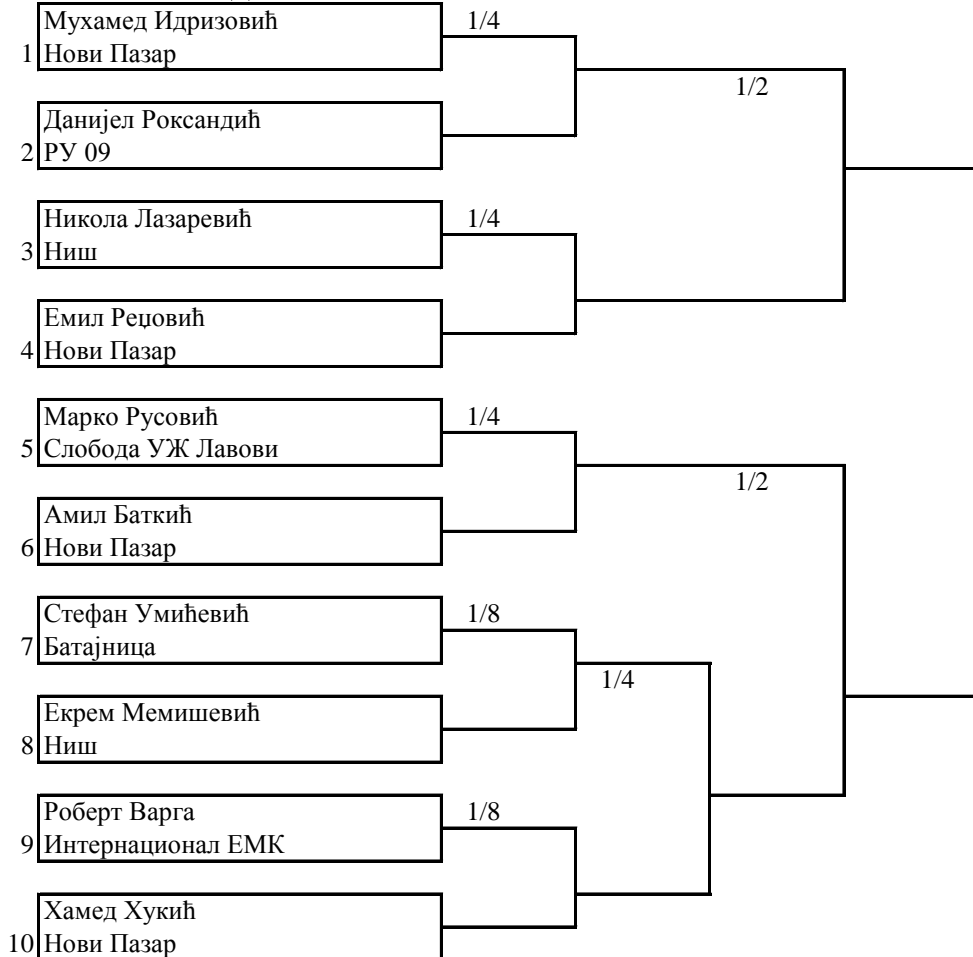 Мухамед Идризовић 1/4
1 Нови Пазар
1/2
Данијел Роксандић
2 РУ 09
Никола Лазаревић 1/4
3 Ниш
Емил Реџовић
4 Нови Пазар
Марко Русовић 1/4
5 Слобода УЖ Лавови
1/2
Амил Баткић
6 Нови Пазар
Стефан Умићевић 1/8
7 Батајница
1/4
Екрем Мемишевић
8 Ниш
Роберт Варга 1/8
9 Интернационал ЕМК
Хамед Хукић
10 Нови Пазар